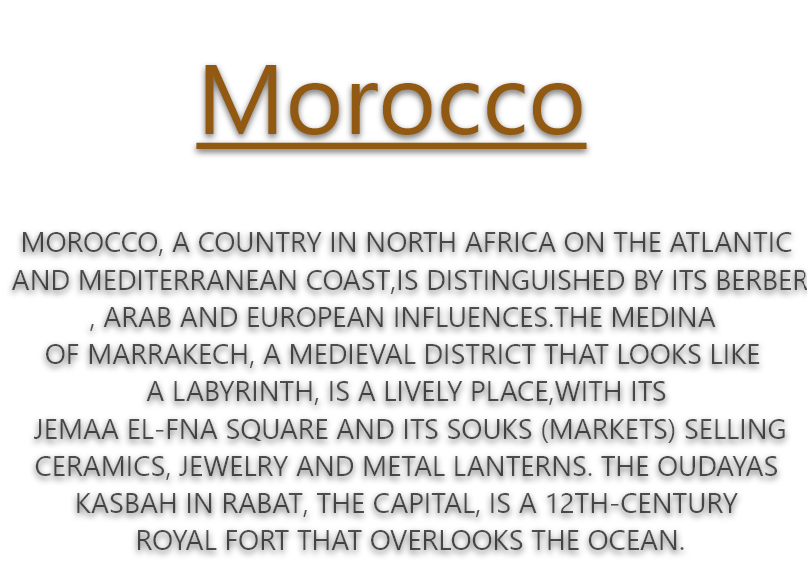 Morocco
MOROCCO, A COUNTRY IN NORTH AFRICA ON THE ATLANTIC
AND MEDITERRANEAN COAST,IS DISTINGUISHED BY ITS BERBER
, ARAB AND EUROPEAN INFLUENCES.THE MEDINA
OF MARRAKECH, A MEDIEVAL DISTRICT THAT LOOKS LIKE
A LABYRINTH, IS A LIVELY PLACE,WITH ITS
JEMAA EL-FNA SQUARE AND ITS SOUKS (MARKETS) SELLING
CERAMICS, JEWELRY AND METAL LANTERNS. THE OUDAYAS
KASBAH IN RABAT, THE CAPITAL, IS A 12TH-CENTURY
ROYAL FORT THAT OVERLOOKS THE OCEAN.